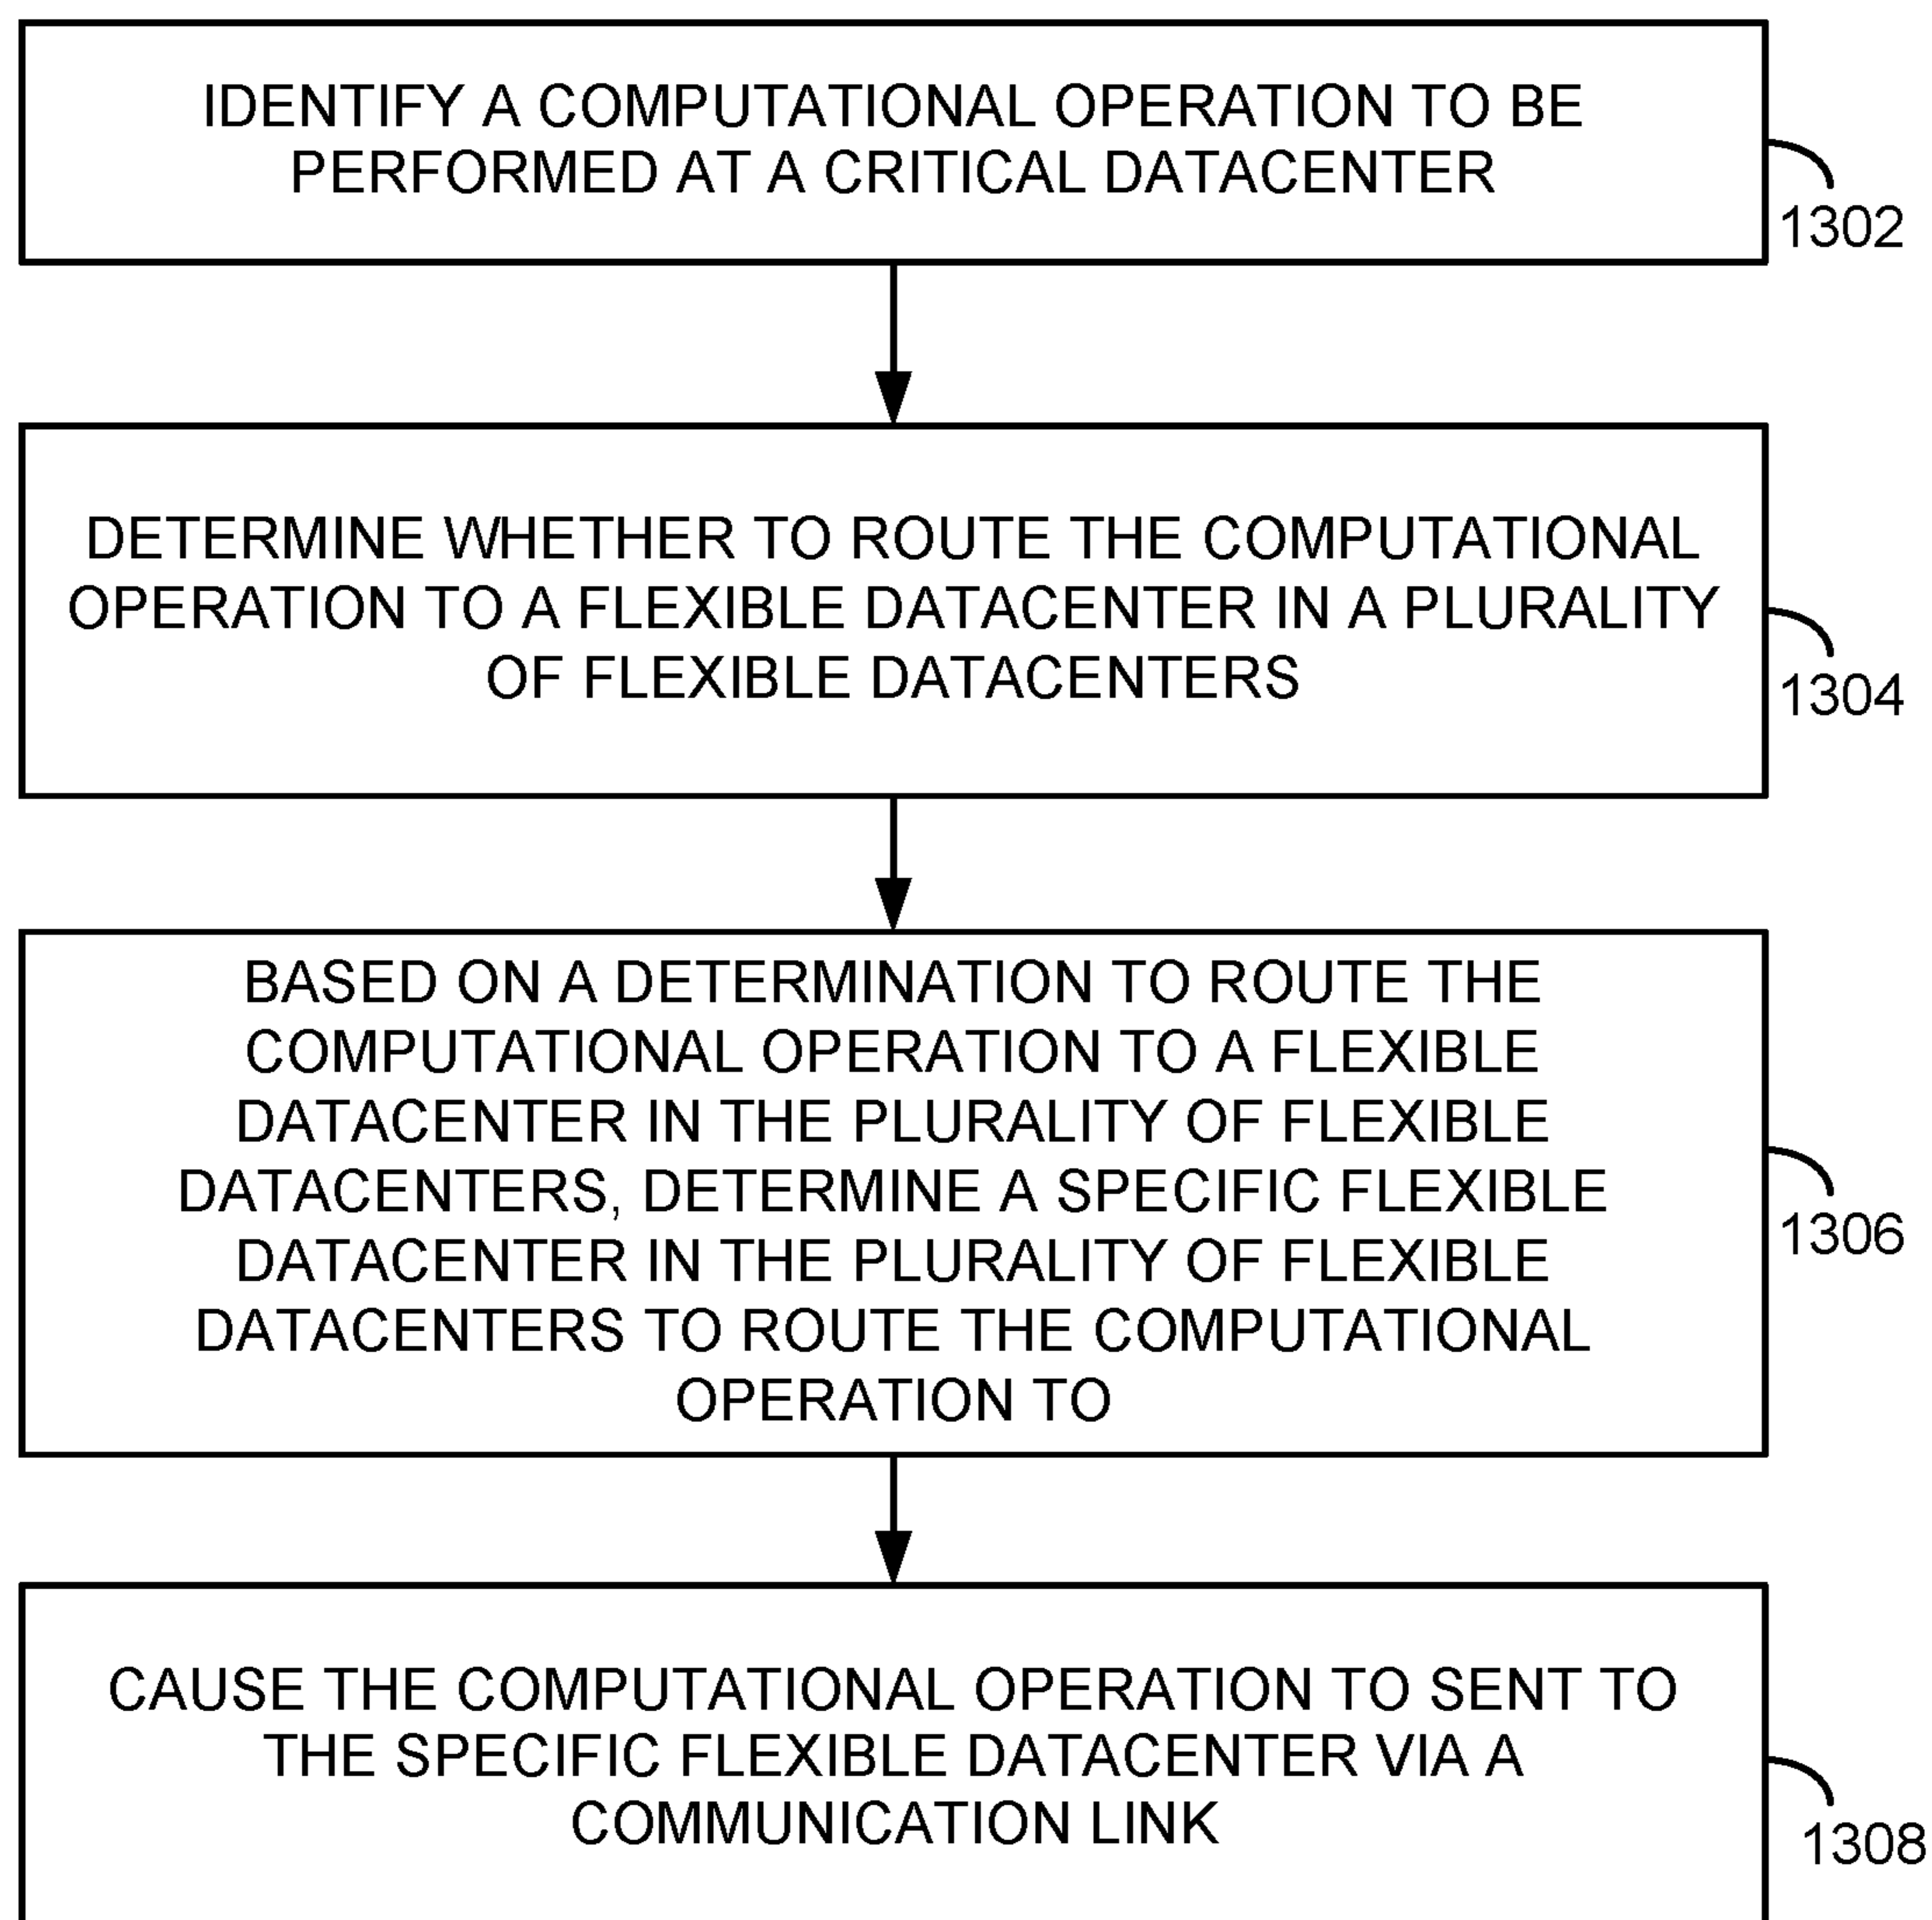 IDENTIFY A COMPUTATIONAL OPERATION TO BE
PERFORMED AT A CRITICAL DATACENTER
1302
DETERMINE WHETHER TO ROUTE THE COMPUTATIONAL
OPERATION TO A FLEXIBLE DATACENTER IN A PLURALITY
OF FLEXIBLE DATACENTERS
1304
BASED ON A DETERMINATION TO ROUTE THE
COMPUTATIONAL OPERATION TO A FLEXIBLE
DATACENTER IN THE PLURALITY OF FLEXIBLE
DATACENTERS, DETERMINE A SPECIFIC FLEXIBLE
DATACENTER IN THE PLURALITY OF FLEXIBLE
DATACENTERS TO ROUTE THE COMPUTATIONAL
OPERATION TO
1306
CAUSE THE COMPUTATIONAL OPERATION TO SENT TO
THE SPECIFIC FLEXIBLE DATACENTER VIA A
COMMUNICATION LINK
1308